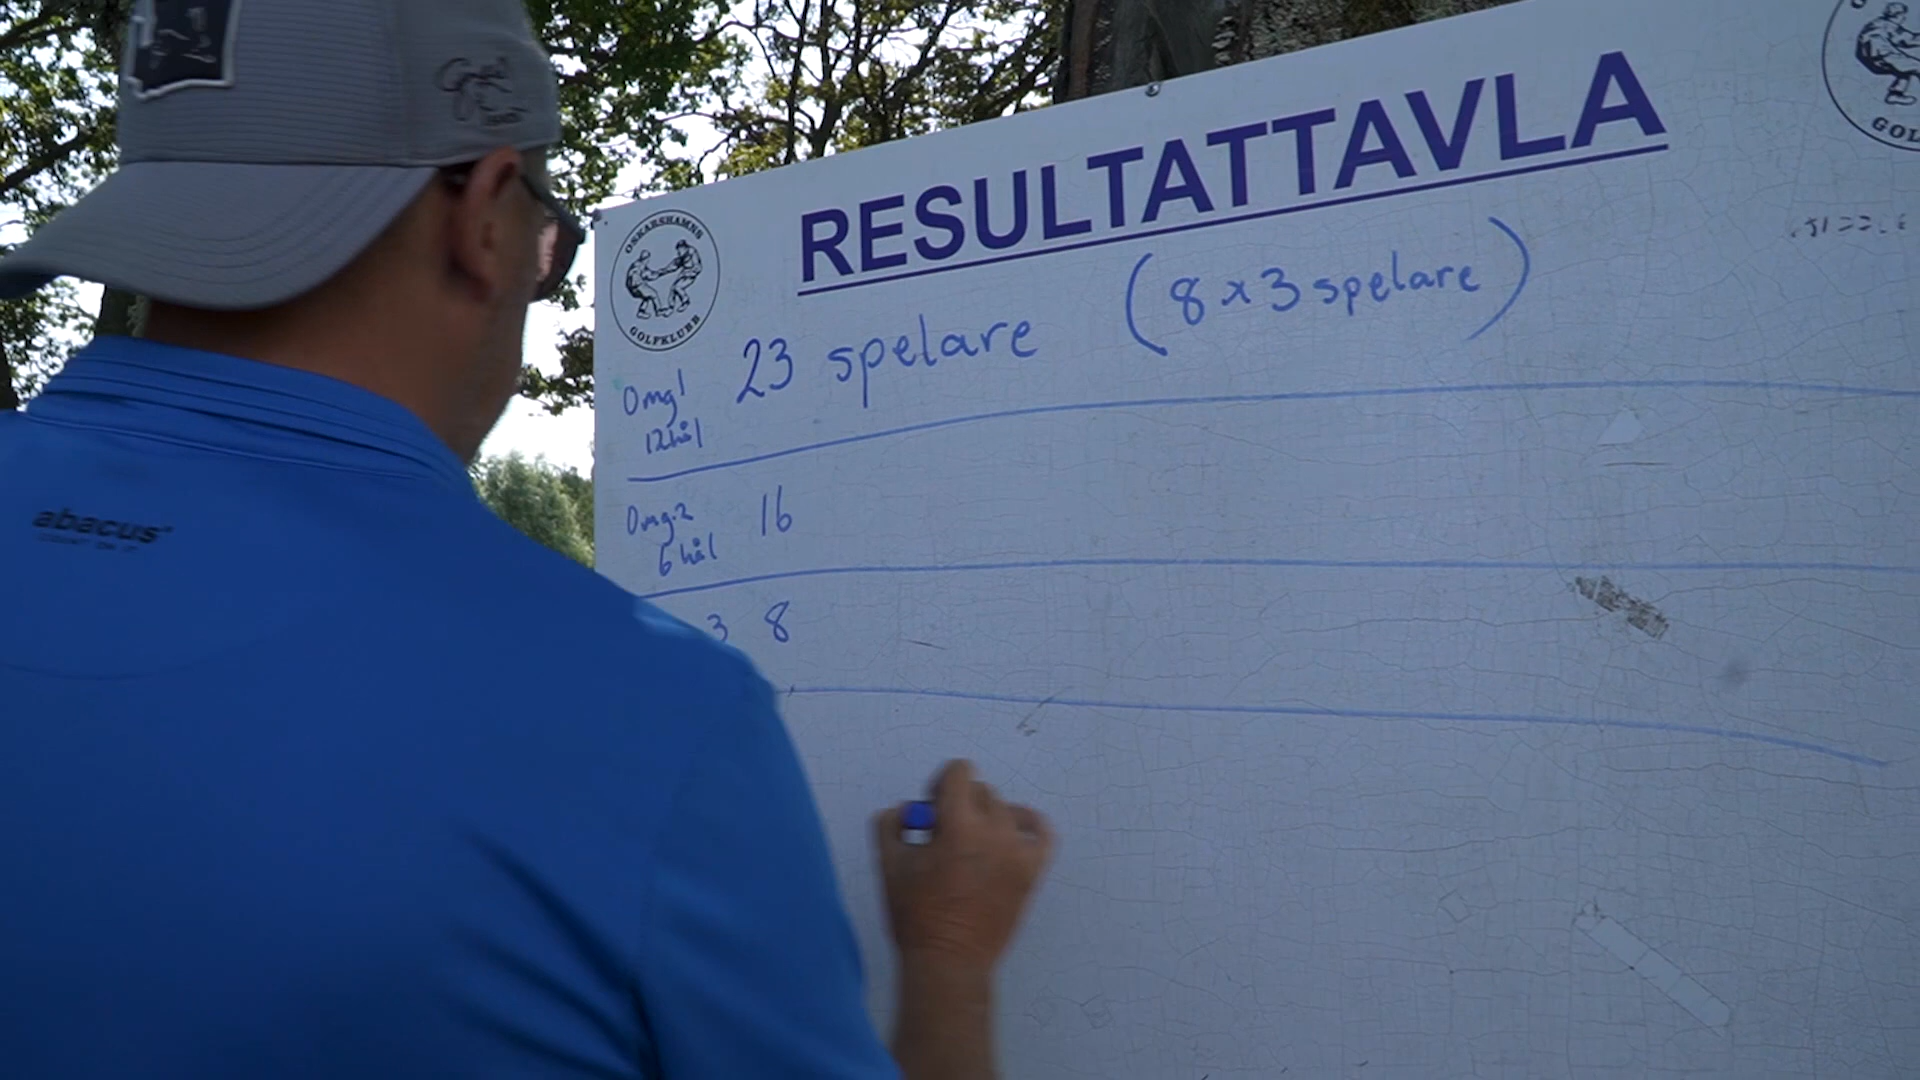 RESULTATTAVLA
OSKARSHAMNS
GOLFKLUBB
23 spelare (8 x 3 spelare)
Omg 1
12 hål
Omg. 2 16
6 hål
3 8
abacus